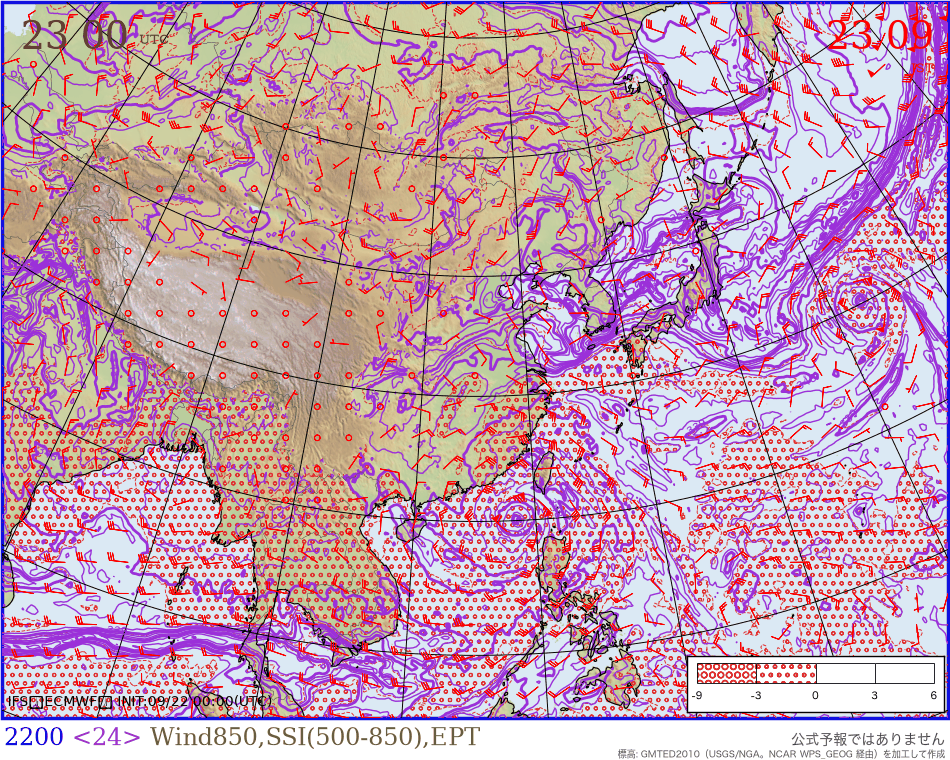 23 00 UTC
23.09
IFS[ECMWF] INIT:09/22 00:00(UTC)
-9 -3 0 3 6
2200 <24> Wind850,SSI(500-850),EPT
公式予報ではありません
標高: GMTED2010（USGS/NGA。NCAR WPS_GEOG 経由）を加工して作成